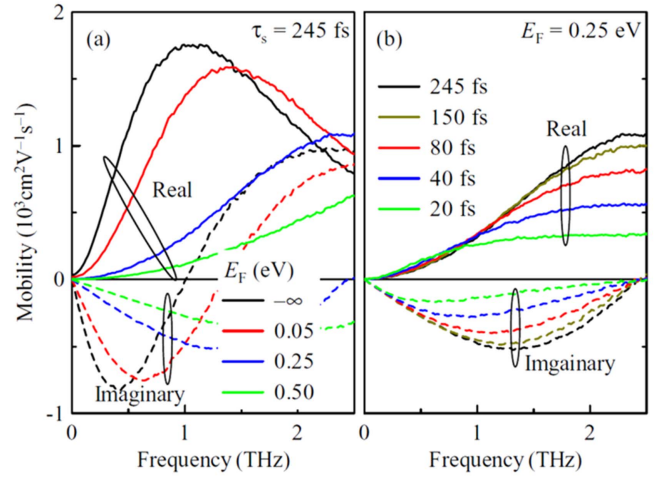 (a)
τs = 245 fs
(b)
EF = 0.25 eV
2
1
0
-1
Mobility (10³cm²V⁻¹s⁻¹)
Real
EF (eV)
−∞
0.05
0.25
0.50
Imaginary
0
1
2
Frequency (THz)
245 fs
150 fs
80 fs
40 fs
20 fs
Real
Imgainary
0
1
2
Frequency (THz)